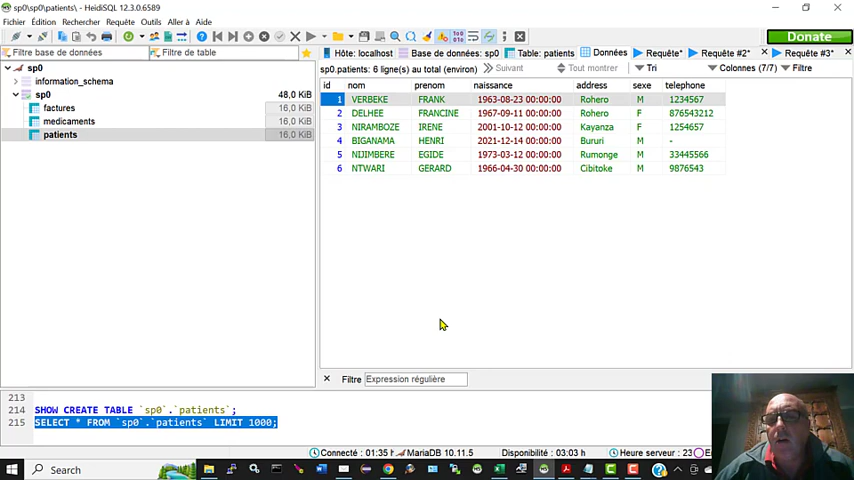 sp0\sp0\patients\ - HeidiSQL 12.3.0.6589
Fichier Édition Rechercher Requête Outils Aller à Aide
Donate
Filtre base de données Filtre de table
Hôte: localhost Base de données: sp0 Table: patients Données Requête* Requête #2* Requête #3*
sp0
information_schema
sp0 48,0 KiB
factures 16,0 KiB
medicaments 16,0 KiB
patients 16,0 KiB
sp0.patients: 6 ligne(s) au total (environ) Suivant Tout montrer Tri Colonnes (7/7) Filtre
id nom prenom naissance address sexe telephone
1 VERBEKE FRANK 1963-08-23 00:00:00 Rohero M 1234567
2 DELHEE FRANCINE 1967-09-11 00:00:00 Rohero F 876543212
3 NIRAMBOZE IRENE 2001-10-12 00:00:00 Kayanza F 1254657
4 BIGANAMA HENRI 2021-12-14 00:00:00 Bururi M -
5 NIJIMBERE EGIDE 1973-03-12 00:00:00 Rumonge M 33445566
6 NTWARI GERARD 1966-04-30 00:00:00 Cibitoke M 9876543
Filtre Expression régulière
213
214 SHOW CREATE TABLE `sp0`.`patients`;
215 SELECT * FROM `sp0`.`patients` LIMIT 1000;
Connecté : 01:35 h MariaDB 10.11.5 Disponibilité : 03:03 h Heure serveur : 23
Search